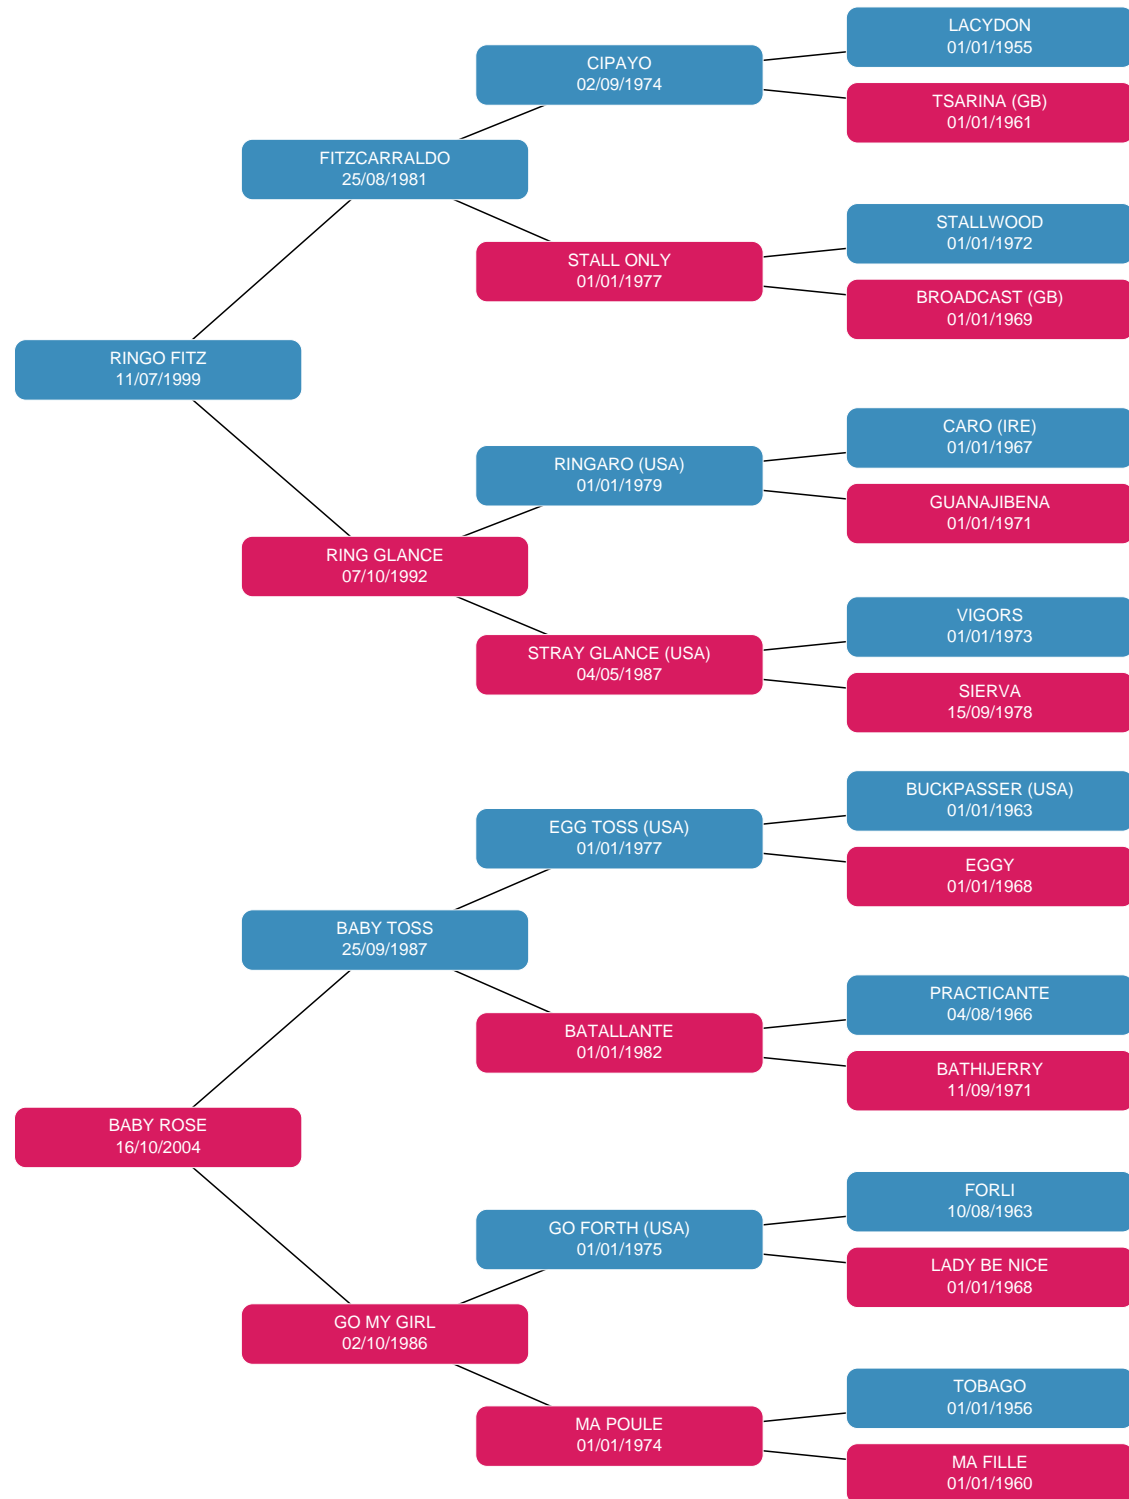 LACYDON
01/01/1955
CIPAYO
02/09/1974
TSARINA (GB)
01/01/1961
FITZCARRALDO
25/08/1981
STALLWOOD
01/01/1972
STALL ONLY
01/01/1977
BROADCAST (GB)
01/01/1969
RINGO FITZ
11/07/1999
CARO (IRE)
01/01/1967
RINGARO (USA)
01/01/1979
GUANAJIBENA
01/01/1971
RING GLANCE
07/10/1992
VIGORS
01/01/1973
STRAY GLANCE (USA)
04/05/1987
SIERVA
15/09/1978
BUCKPASSER (USA)
01/01/1963
EGG TOSS (USA)
01/01/1977
EGGY
01/01/1968
BABY TOSS
25/09/1987
PRACTICANTE
04/08/1966
BATALLANTE
01/01/1982
BATHIJERRY
11/09/1971
BABY ROSE
16/10/2004
FORLI
10/08/1963
GO FORTH (USA)
01/01/1975
LADY BE NICE
01/01/1968
GO MY GIRL
02/10/1986
TOBAGO
01/01/1956
MA POULE
01/01/1974
MA FILLE
01/01/1960